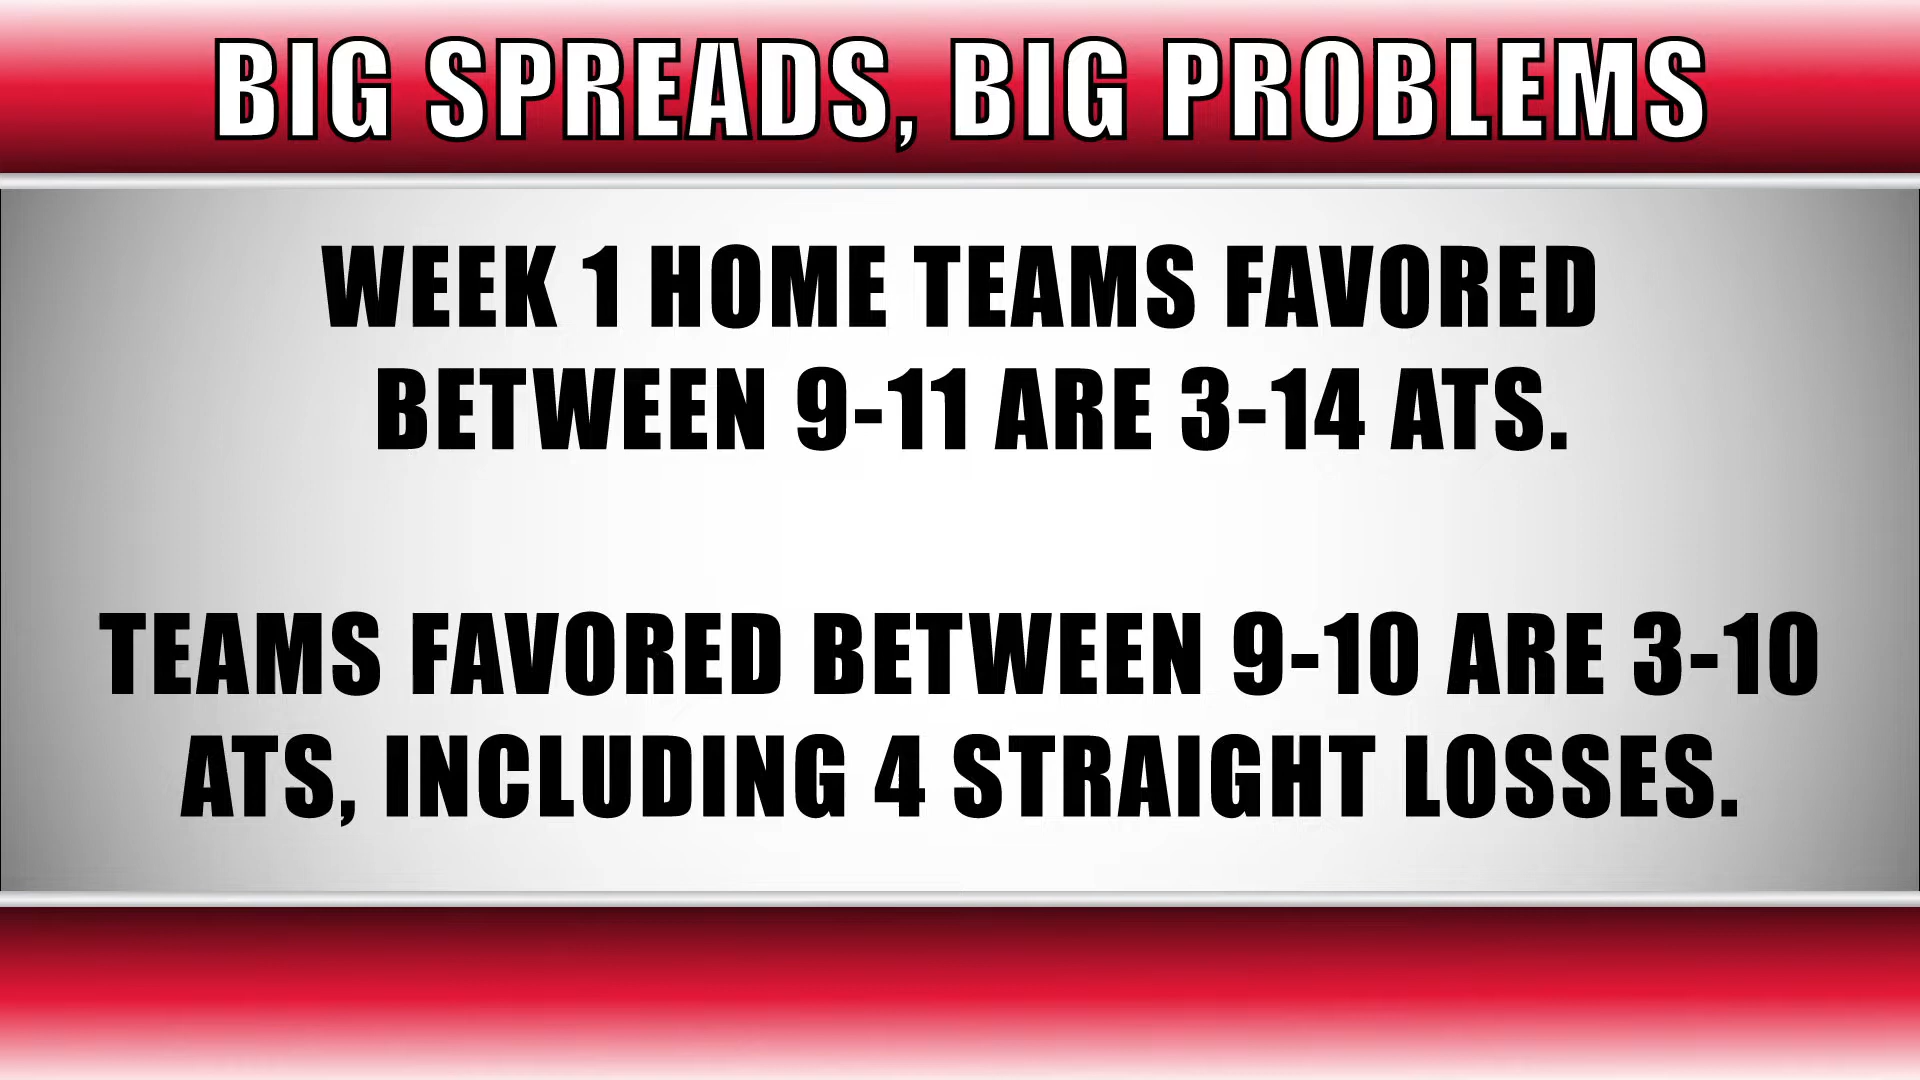 BIG SPREADS, BIG PROBLEMS
WEEK 1 HOME TEAMS FAVORED
BETWEEN 9-11 ARE 3-14 ATS.
TEAMS FAVORED BETWEEN 9-10 ARE 3-10
ATS, INCLUDING 4 STRAIGHT LOSSES.